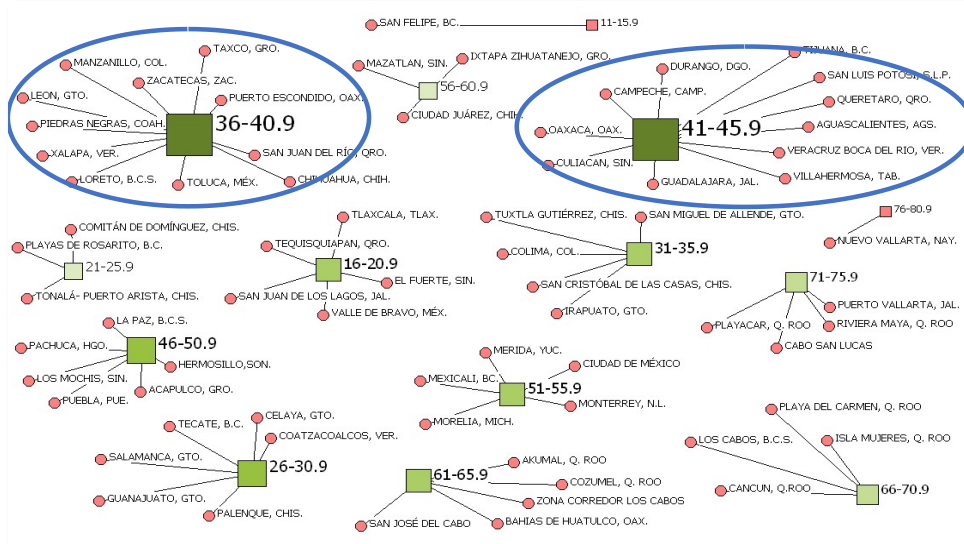 SAN FELIPE, BC.
11-15.9
TAXCO, GRO.
MANZANILLO, COL.
ZACATECAS, ZAC.
LEON, GTO.
PUERTO ESCONDIDO, OAX.
PIEDRAS NEGRAS, COAH.
36-40.9
XALAPA, VER.
SAN JUAN DEL RÍO, QRO.
LORETO, B.C.S.
TOLUCA, MÉX.
CHIHUAHUA, CHIH.
MAZATLAN, SIN.
IXTAPA ZIHUATANEJO, GRO.
56-60.9
CIUDAD JUÁREZ, CHIH.
TIJUANA, B.C.
DURANGO, DGO.
SAN LUIS POTOSI, S.L.P.
CAMPECHE, CAMP.
QUERETARO, QRO.
OAXACA, OAX.
41-45.9
AGUASCALIENTES, AGS.
CULIACAN, SIN.
VERACRUZ BOCA DEL RIO, VER.
GUADALAJARA, JAL.
VILLAHERMOSA, TAB.
COMITÁN DE DOMÍNGUEZ, CHIS.
PLAYAS DE ROSARITO, B.C.
21-25.9
TONALÁ- PUERTO ARISTA, CHIS.
TLAXCALA, TLAX.
TEQUISQUIAPAN, QRO.
16-20.9
EL FUERTE, SIN.
SAN JUAN DE LOS LAGOS, JAL.
VALLE DE BRAVO, MÉX.
TUXTLA GUTIÉRREZ, CHIS.
SAN MIGUEL DE ALLENDE, GTO.
COLIMA, COL.
31-35.9
SAN CRISTÓBAL DE LAS CASAS, CHIS.
IRAPUATO, GTO.
76-80.9
NUEVO VALLARTA, NAY.
71-75.9
PUERTO VALLARTA, JAL.
PLAYACAR, Q. ROO
RIVIERA MAYA, Q. ROO
CABO SAN LUCAS
LA PAZ, B.C.S.
PACHUCA, HGO.
46-50.9
HERMOSILLO,SON.
LOS MOCHIS, SIN.
ACAPULCO, GRO.
PUEBLA, PUE.
MERIDA, YUC.
CIUDAD DE MÉXICO
MEXICALI, BC.
51-55.9
MONTERREY, N.L.
MORELIA, MICH.
CELAYA, GTO.
TECATE, B.C.
COATZACOALCOS, VER.
SALAMANCA, GTO.
26-30.9
GUANAJUATO, GTO.
PALENQUE, CHIS.
AKUMAL, Q. ROO
61-65.9
COZUMEL, Q. ROO
ZONA CORREDOR LOS CABOS
SAN JOSÉ DEL CABO
BAHIAS DE HUATULCO, OAX.
PLAYA DEL CARMEN, Q. ROO
LOS CABOS, B.C.S.
ISLA MUJERES, Q. ROO
CANCUN, Q.ROO
66-70.9